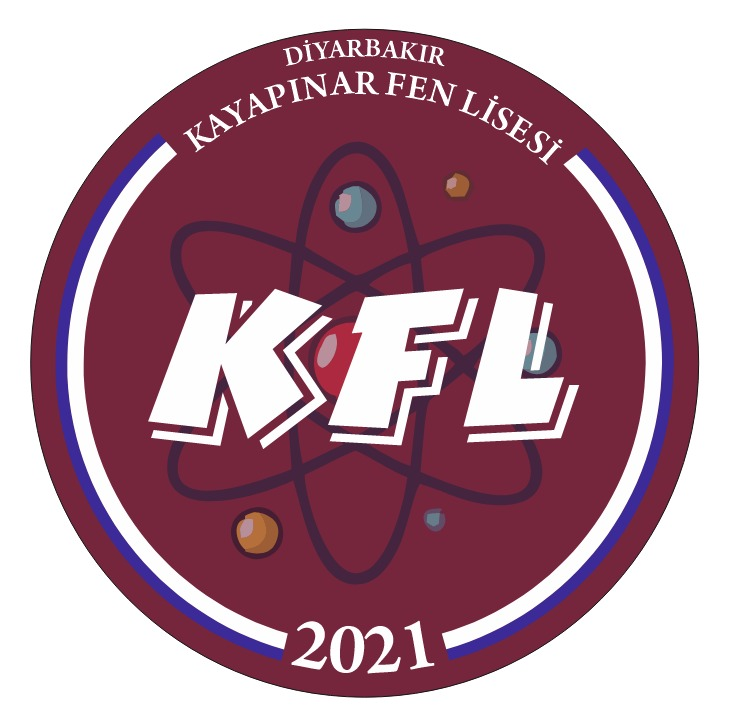 DİYARBAKIR
KAYAPINAR FEN LİSESİ
KFL
2021